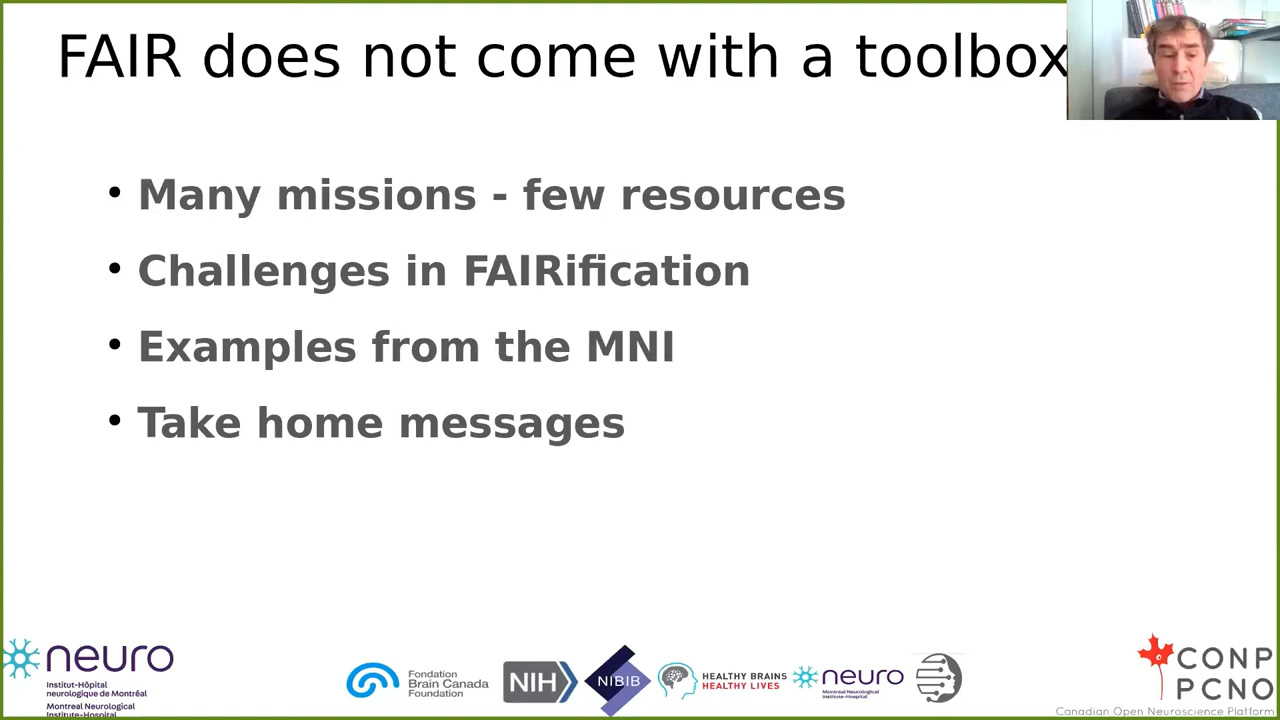 FAIR does not come with a toolbox
• Many missions - few resources
• Challenges in FAIRification
• Examples from the MNI
• Take home messages
neuro
Institut-Hôpital
neurologique de Montréal
Montreal Neurological
Institute-Hospital
Fondation
Brain Canada
Foundation
NIH
NIBIB
HEALTHY BRAINS
HEALTHY LIVES
neuro
Montreal Neurological
Institute-Hospital
CONP
PCNO
Canadian Open Neuroscience Platform